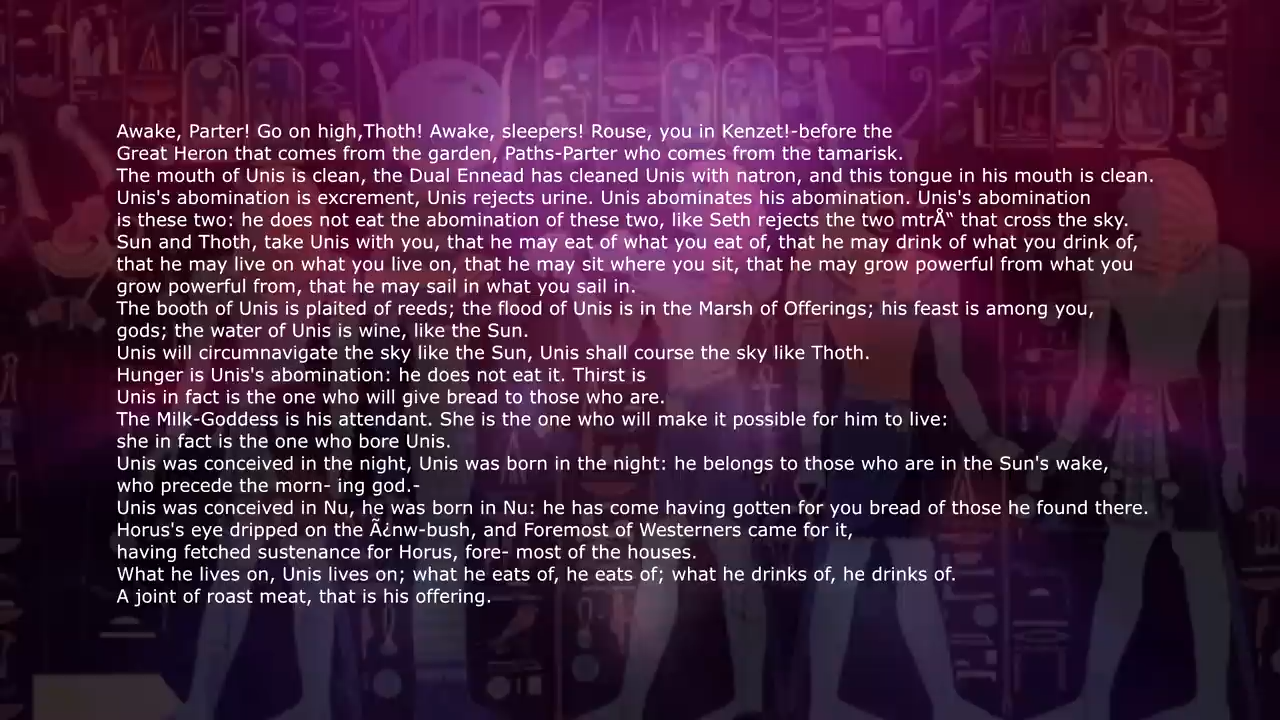 Awake, Parter! Go on high,Thoth! Awake, sleepers! Rouse, you in Kenzet!-before the
Great Heron that comes from the garden, Paths-Parter who comes from the tamarisk.
The mouth of Unis is clean, the Dual Ennead has cleaned Unis with natron, and this tongue in his mouth is clean.
Unis's abomination is excrement, Unis rejects urine. Unis abominates his abomination. Unis's abomination
is these two: he does not eat the abomination of these two, like Seth rejects the two mtrÅ“ that cross the sky.
Sun and Thoth, take Unis with you, that he may eat of what you eat of, that he may drink of what you drink of,
that he may live on what you live on, that he may sit where you sit, that he may grow powerful from what you
grow powerful from, that he may sail in what you sail in.
The booth of Unis is plaited of reeds; the flood of Unis is in the Marsh of Offerings; his feast is among you,
gods; the water of Unis is wine, like the Sun.
Unis will circumnavigate the sky like the Sun, Unis shall course the sky like Thoth.
Hunger is Unis's abomination: he does not eat it. Thirst is
Unis in fact is the one who will give bread to those who are.
The Milk-Goddess is his attendant. She is the one who will make it possible for him to live:
she in fact is the one who bore Unis.
Unis was conceived in the night, Unis was born in the night: he belongs to those who are in the Sun's wake,
who precede the morn- ing god.-
Unis was conceived in Nu, he was born in Nu: he has come having gotten for you bread of those he found there.
Horus's eye dripped on the Ã¿nw-bush, and Foremost of Westerners came for it,
having fetched sustenance for Horus, fore- most of the houses.
What he lives on, Unis lives on; what he eats of, he eats of; what he drinks of, he drinks of.
A joint of roast meat, that is his offering.